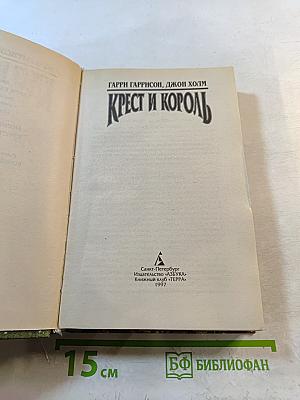 ГАРРИ ГАРРИСОН, ДЖОН ХОЛМ
КРЕСТ И КОРОЛЬ
Санкт-Петербург
Издательство «АЗБУКА»
Книжный клуб «ТЕРРА»
1997
15 см
БФ БИБЛИОФАН